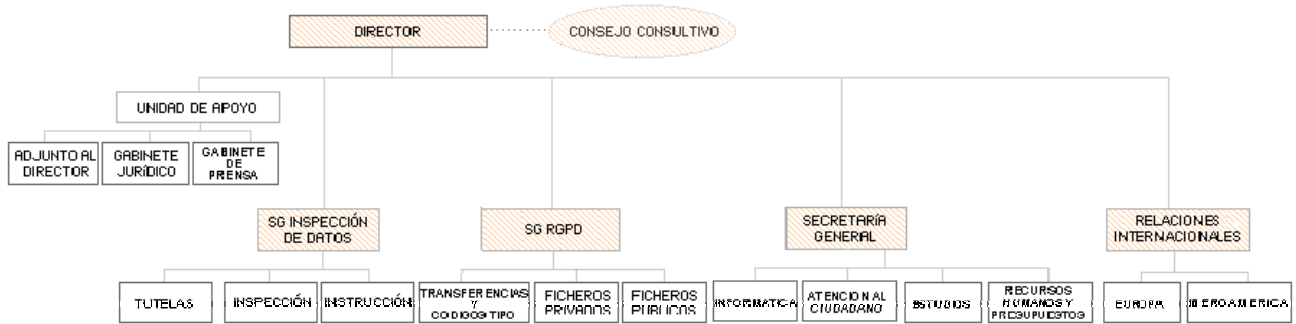 DIRECTOR
CONSEJO CONSULTIVO
UNIDAD DE APOYO
ADJUNTO AL
DIRECTOR
GABINETE
JURÍDICO
GABINETE
DE
PRENSA
SG INSPECCIÓN
DE DATOS
SG RGPD
SECRETARÍA
GENERAL
RELACIONES
INTERNACIONALES
TUTELAS
INSPECCIÓN
INSTRUCCIÓN
TRANSFERENCIAS
Y
CODIGOS TIPO
FICHEROS
PRIVADOS
FICHEROS
PUBLICOS
INFORMATICA
ATENCION AL
CIUDADANO
ESTUDIOS
RECURSOS
HUMANOS Y
PRESUPUESTOS
EUROPA
IBEROAMERICA